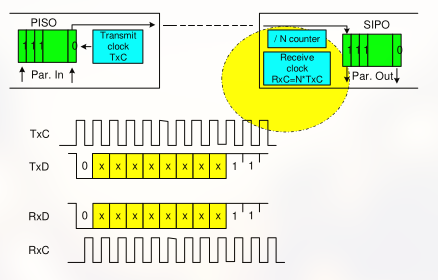 PISO
1 1 1 0
Transmit clock TxC
Par. In
/ N counter
Receive clock RxC=N*TxC
SIPO
1 1 1 0
Par. Out
TxC
TxD 0 x x x x x x x x 1 1
RxD 0 x x x x x x x x 1 1
RxC